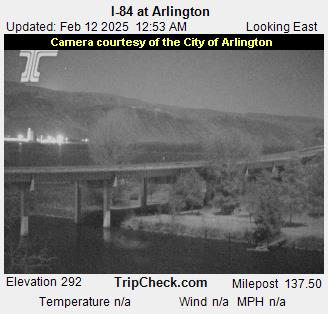 I-84 at Arlington
Updated: Feb 12 2025 12:53 AM Looking East
Camera courtesy of the City of Arlington
Elevation 292 TripCheck.com Milepost 137.50
Temperature n/a Wind n/a MPH n/a